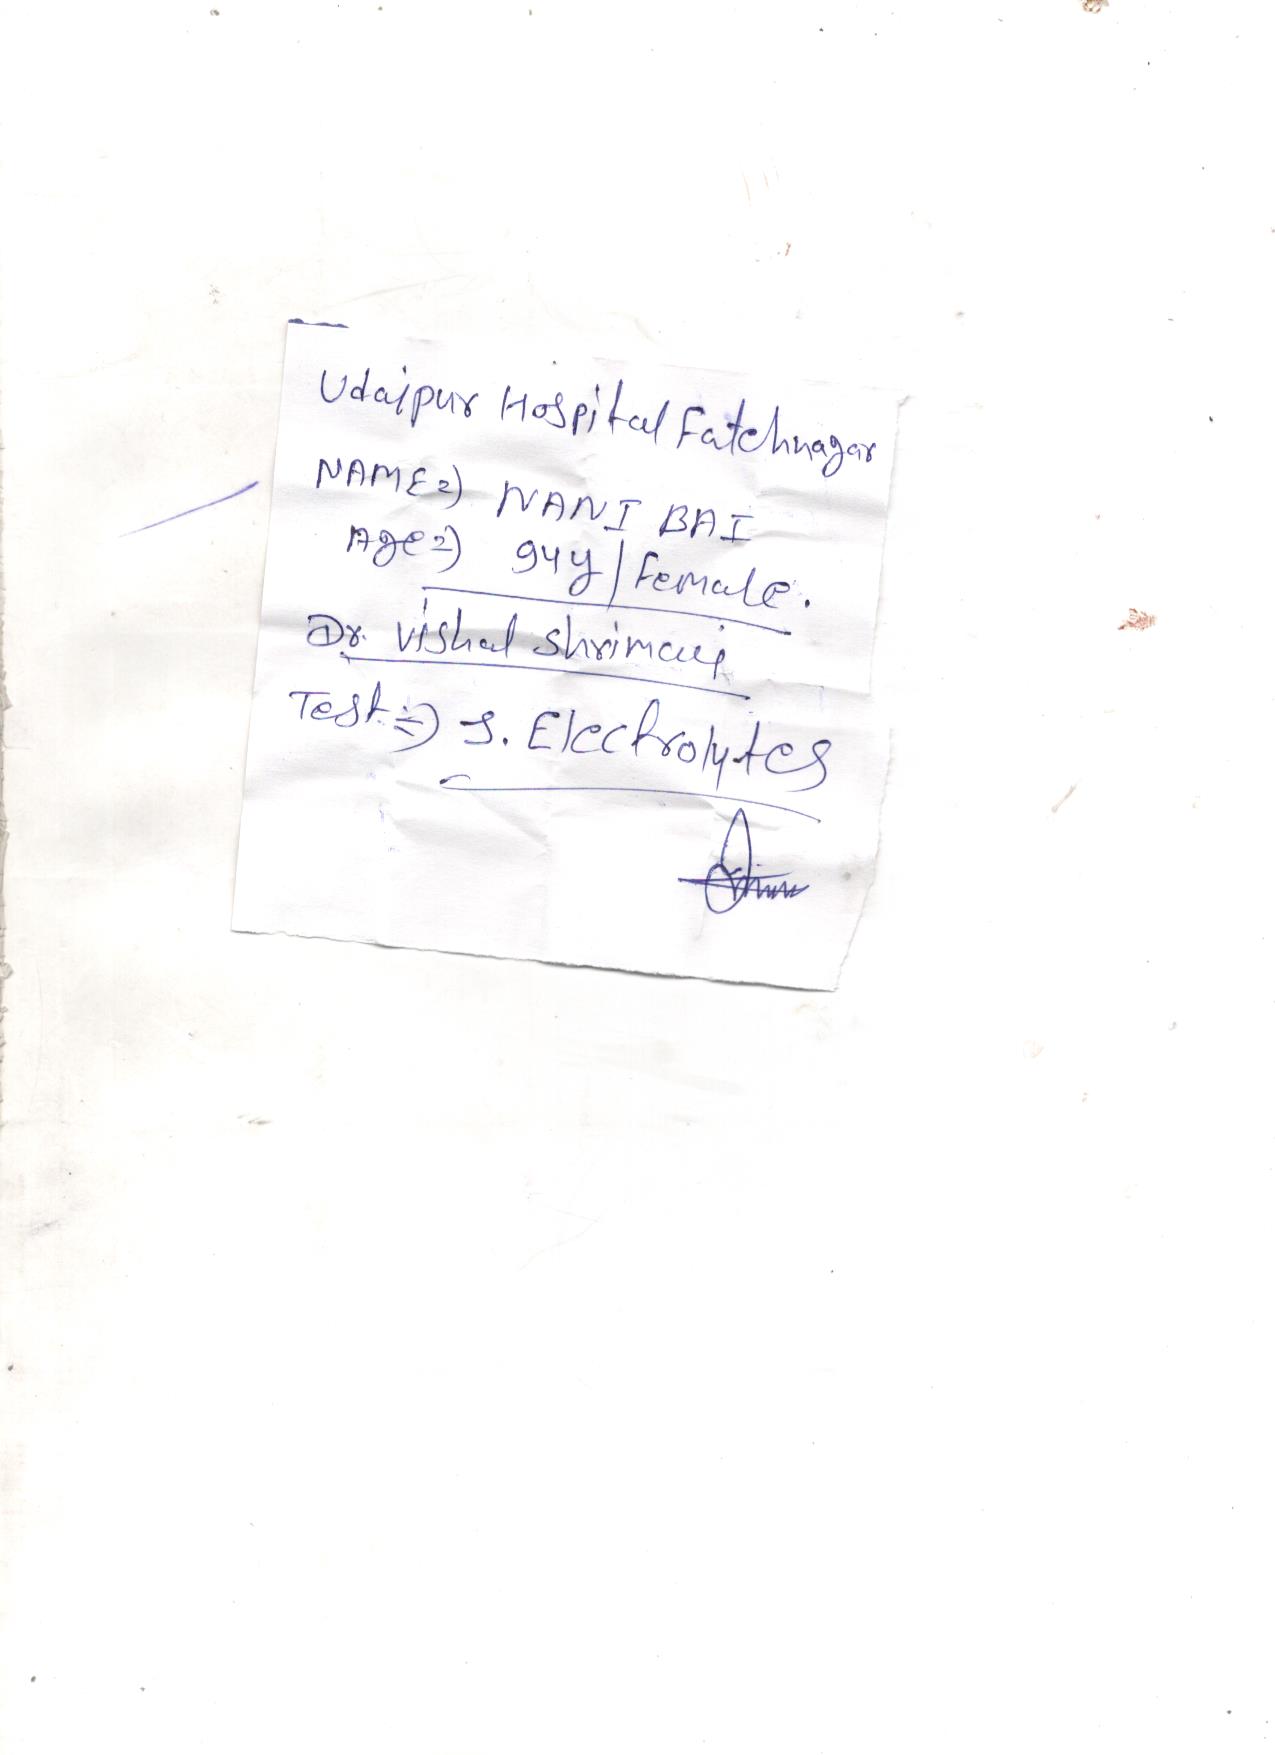 Udaipur Hospital Fatehnagar
NAME⇒ NANI BAI
Age⇒ 94y/Female.
Dr. Vishal Shrimali
Test⇒ S. Electrolytes